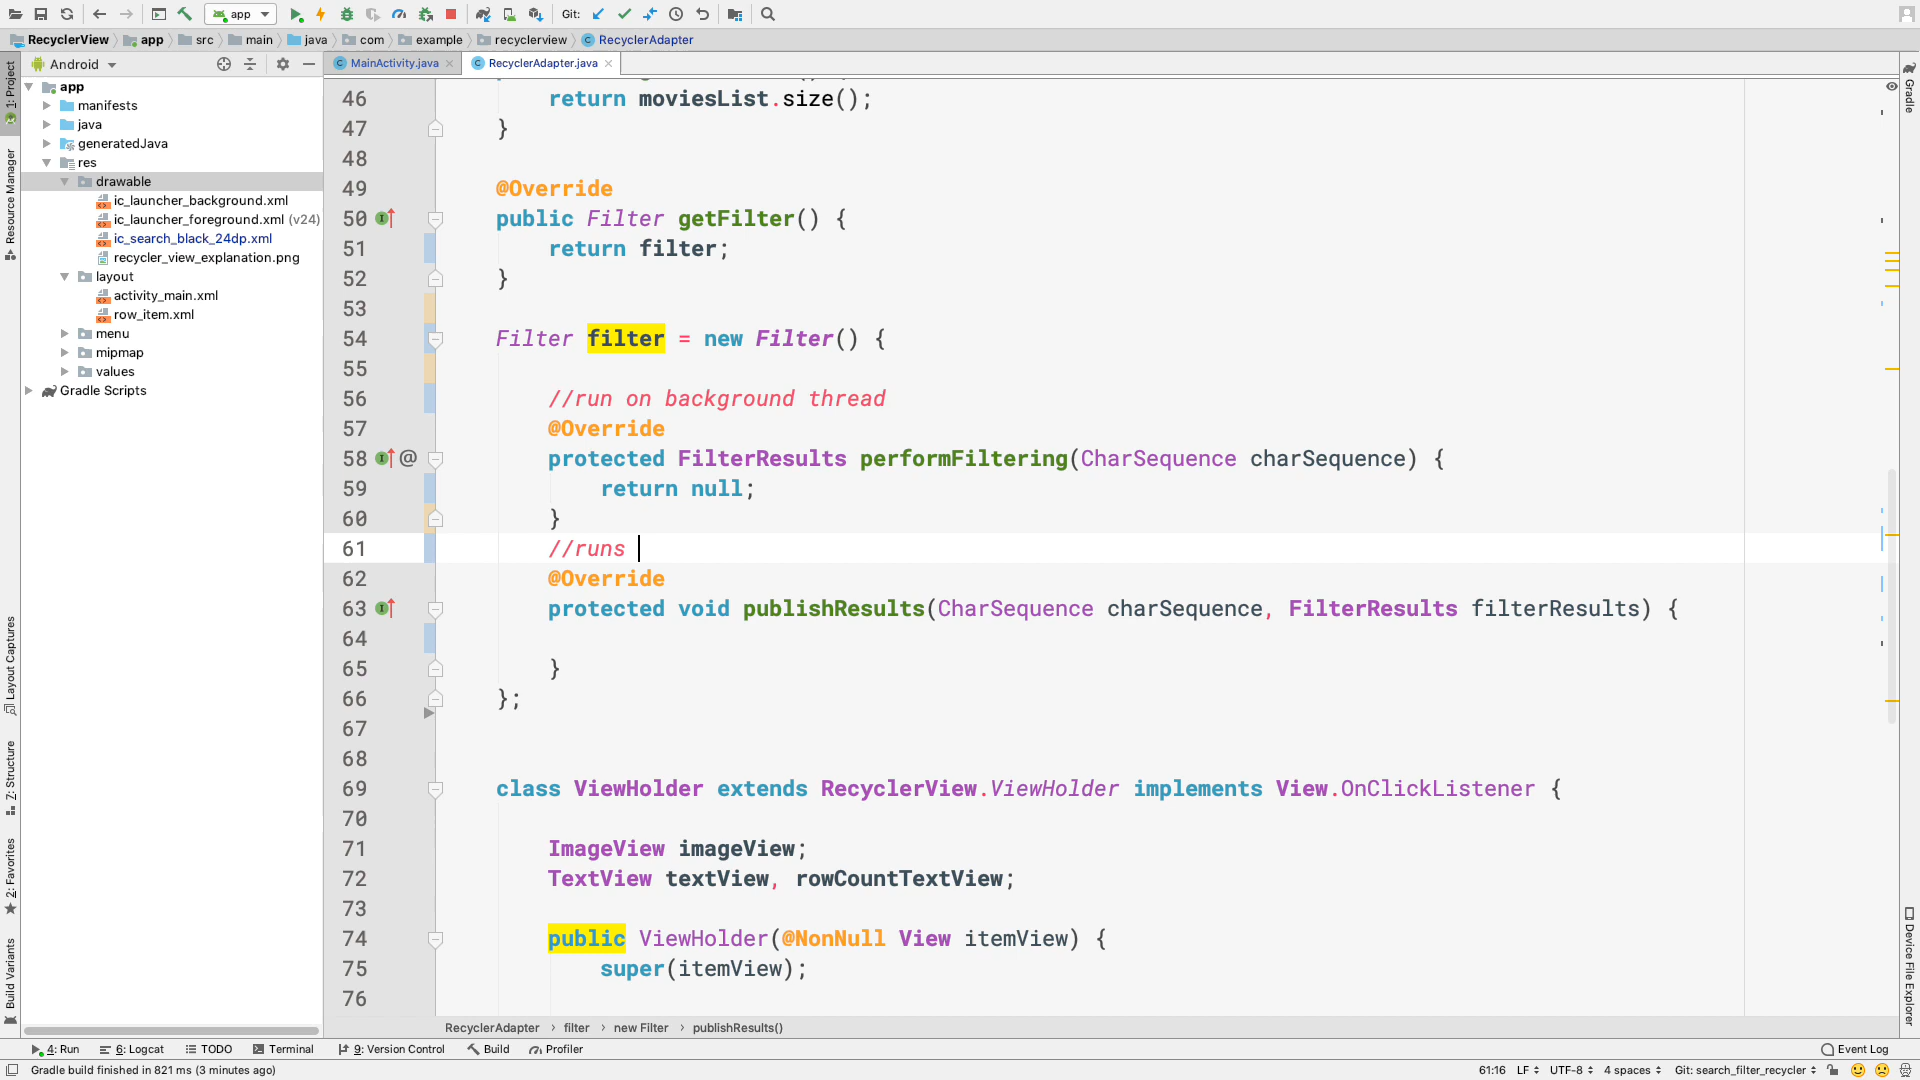 app
Git:
RecyclerView app src main java com example recyclerview RecyclerAdapter
1: Project
Resource Manager
Layout Captures
7: Structure
2: Favorites
Build Variants
Android
app
manifests
java
generatedJava
res
drawable
ic_launcher_background.xml
ic_launcher_foreground.xml (v24)
ic_search_black_24dp.xml
recycler_view_explanation.png
layout
activity_main.xml
row_item.xml
menu
mipmap
values
Gradle Scripts
MainActivity.java RecyclerAdapter.java
46 return moviesList.size();
47 }
48
49 @Override
50 public Filter getFilter() {
51 return filter;
52 }
53
54 Filter filter = new Filter() {
55
56 //run on background thread
57 @Override
58 @ protected FilterResults performFiltering(CharSequence charSequence) {
59 return null;
60 }
61 //runs
62 @Override
63 protected void publishResults(CharSequence charSequence, FilterResults filterResults) {
64
65 }
66 };
67
68
69 class ViewHolder extends RecyclerView.ViewHolder implements View.OnClickListener {
70
71 ImageView imageView;
72 TextView textView, rowCountTextView;
73
74 public ViewHolder(@NonNull View itemView) {
75 super(itemView);
76
RecyclerAdapter › filter › new Filter › publishResults()
Gradle
Device File Explorer
4: Run 6: Logcat TODO Terminal 9: Version Control Build Profiler Event Log
Gradle build finished in 821 ms (3 minutes ago) 61:16 LF UTF-8 4 spaces Git: search_filter_recycler